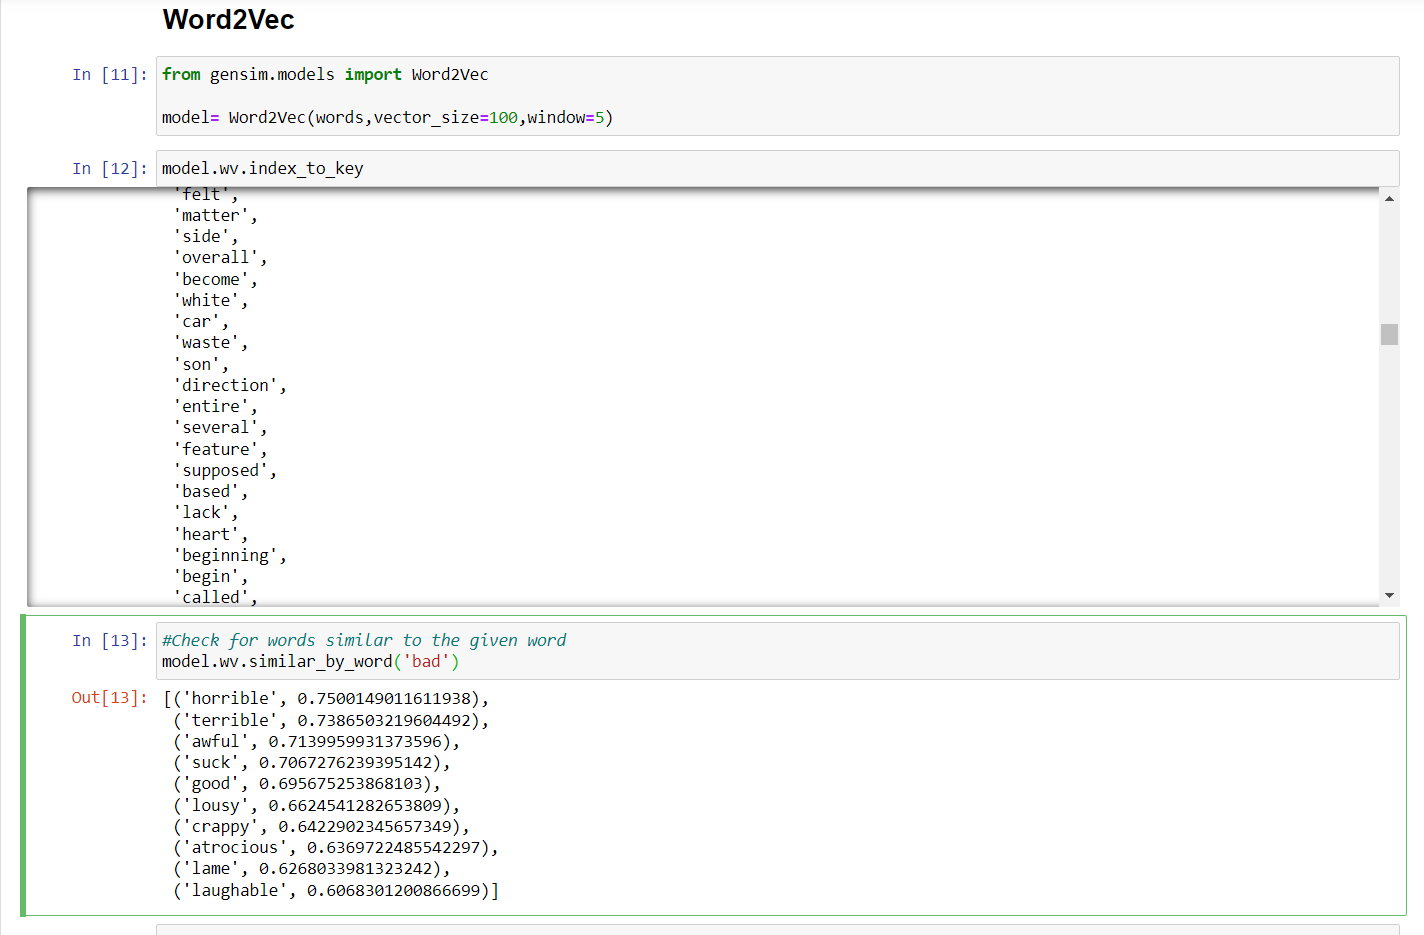 Word2Vec
In [11]: from gensim.models import Word2Vec
model= Word2Vec(words,vector_size=100,window=5)
In [12]: model.wv.index_to_key
'felt',
'matter',
'side',
'overall',
'become',
'white',
'car',
'waste',
'son',
'direction',
'entire',
'several',
'feature',
'supposed',
'based',
'lack',
'heart',
'beginning',
'begin',
'called',
In [13]: #Check for words similar to the given word
model.wv.similar_by_word('bad')
Out[13]: [('horrible', 0.7500149011611938),
('terrible', 0.7386503219604492),
('awful', 0.7139959931373596),
('suck', 0.7067276239395142),
('good', 0.695675253868103),
('lousy', 0.6624541282653809),
('crappy', 0.6422902345657349),
('atrocious', 0.6369722485542297),
('lame', 0.6268033981323242),
('laughable', 0.6068301200866699)]